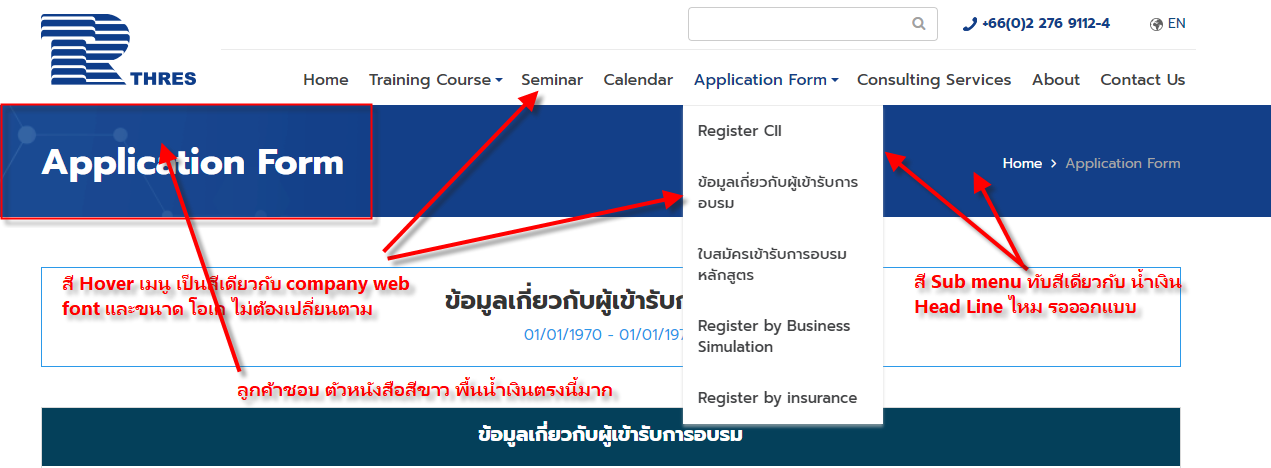 THRES
+66(0)2 276 9112-4
EN
Home Training Course Seminar Calendar Application Form Consulting Services About Contact Us
Application Form
Home > Application Form
Register CII
ข้อมูลเกี่ยวกับผู้เข้ารับการ
อบรม
ใบสมัครเข้ารับการอบรม
หลักสูตร
Register by Business
Simulation
Register by insurance
สี Hover เมนู เป็นสีเดียวกับ company web
font และขนาด โอเก ไม่ต้องเปลี่ยนตาม
สี Sub menu ทับสีเดียวกับ น้ำเงิน
Head Line ไหม รอออกแบบ
ข้อมูลเกี่ยวกับผู้เข้ารับ
01/01/1970 - 01/01/197
ลูกค้าชอบ ตัวหนังสือสีขาว พื้นน้ำเงินตรงนี้มาก
ข้อมูลเกี่ยวกับผู้เข้ารับการอบรม